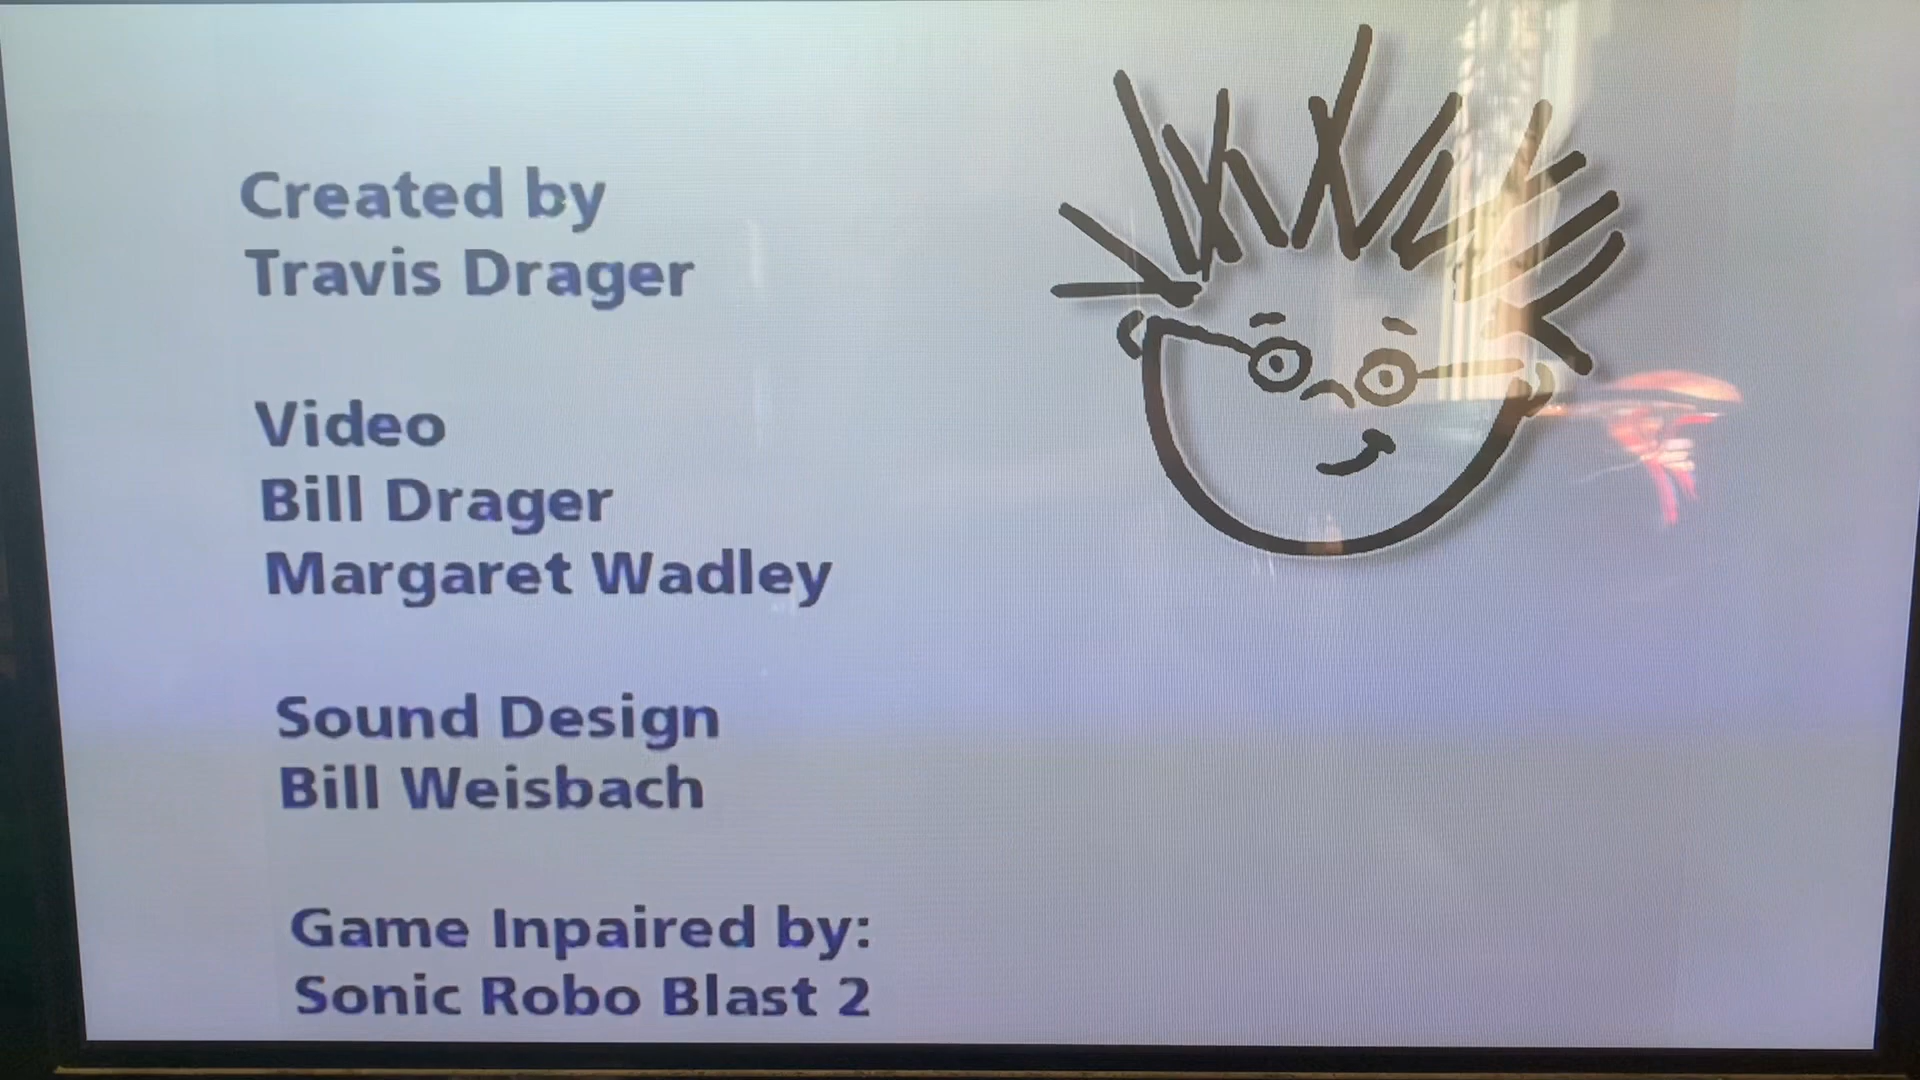 Created by
Travis Drager
Video
Bill Drager
Margaret Wadley
Sound Design
Bill Weisbach
Game Inpaired by:
Sonic Robo Blast 2